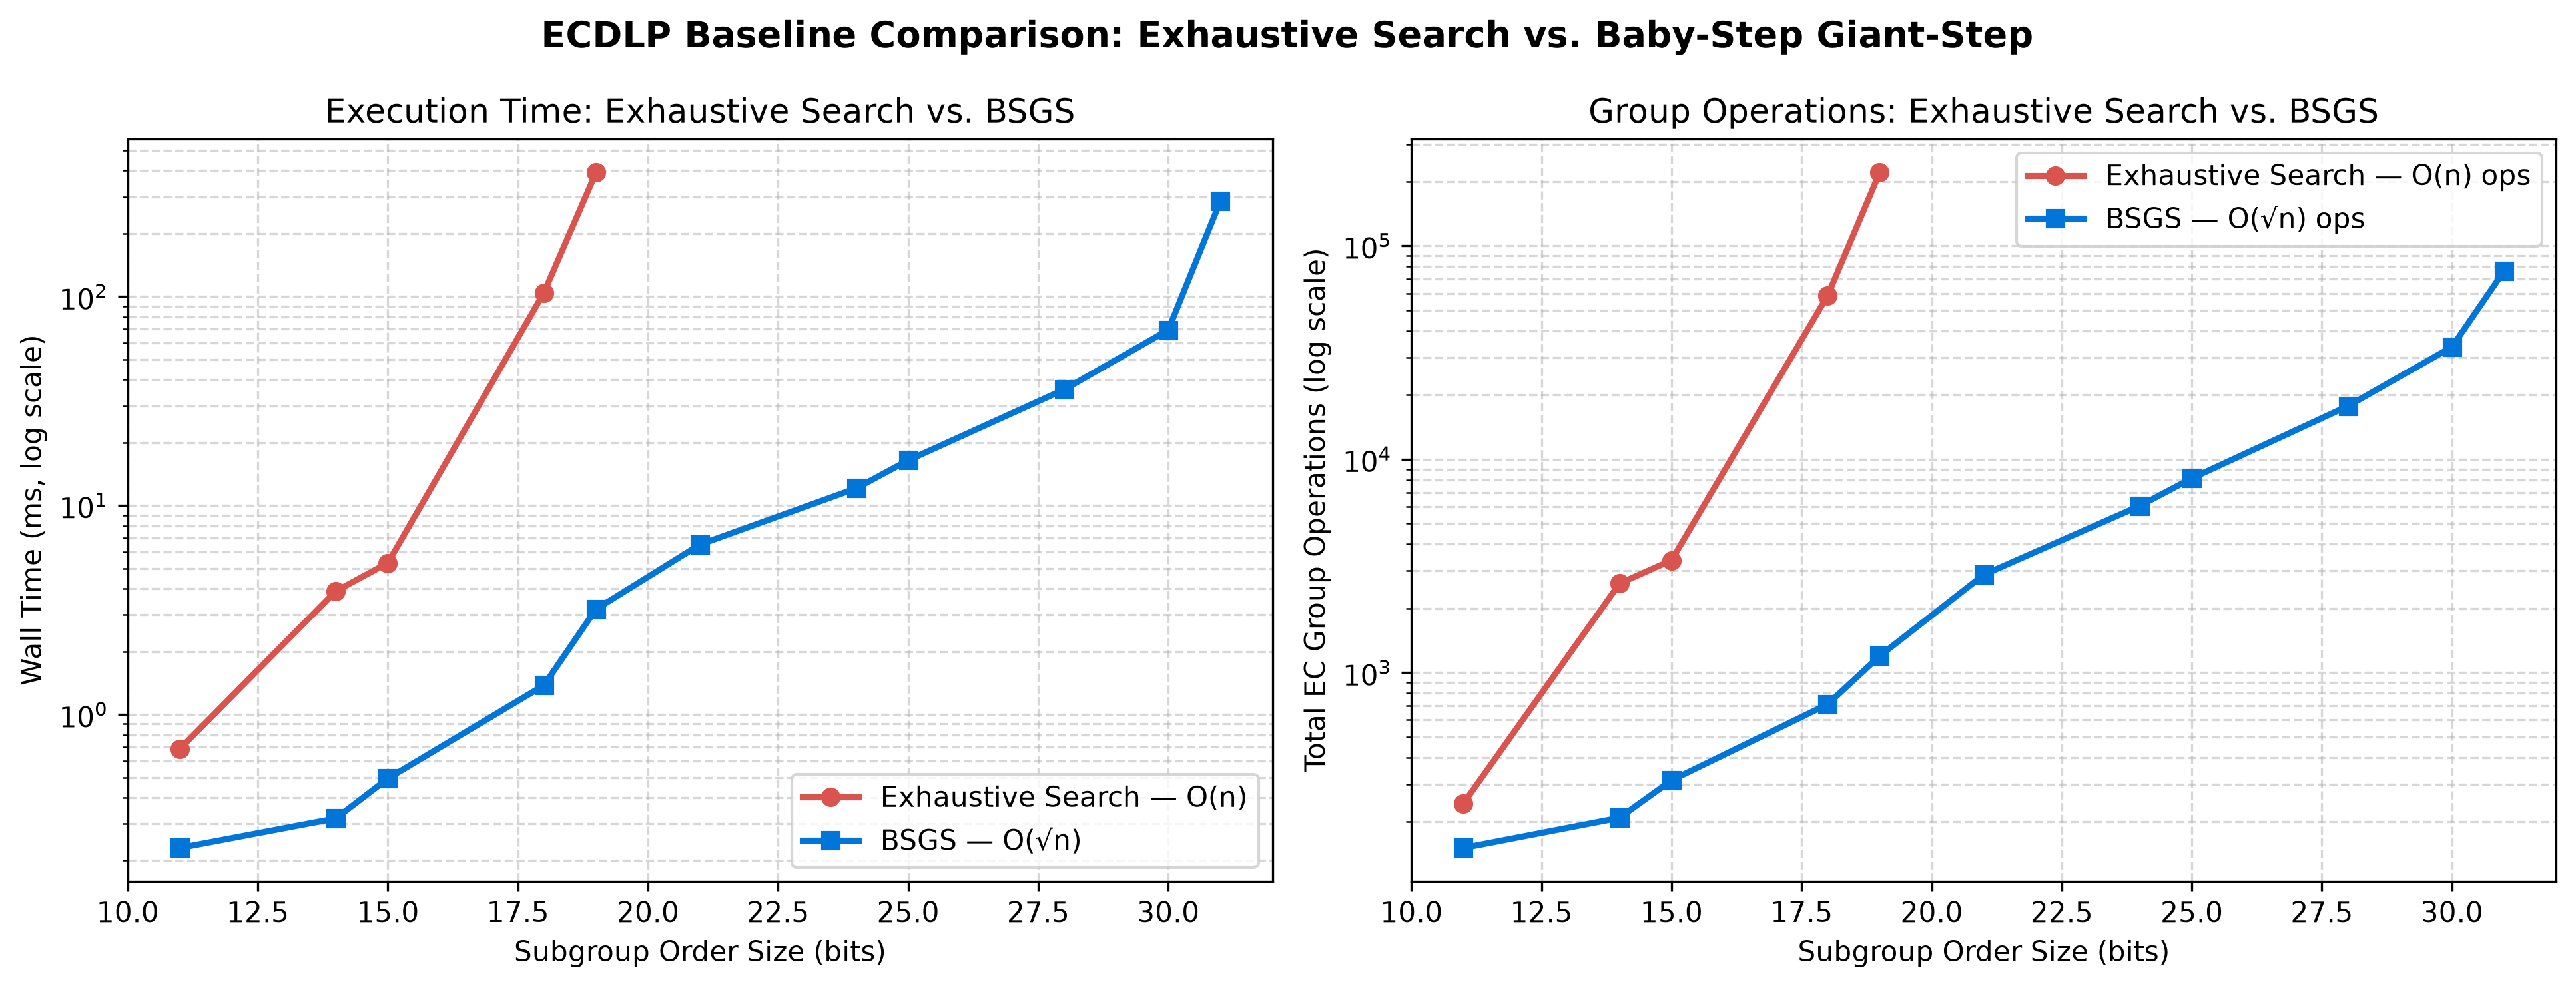 ECDLP Baseline Comparison: Exhaustive Search vs. Baby-Step Giant-Step
Execution Time: Exhaustive Search vs. BSGS
Wall Time (ms, log scale)
10²
10¹
10⁰
Exhaustive Search — O(n)
BSGS — O(√n)
10.0 12.5 15.0 17.5 20.0 22.5 25.0 27.5 30.0
Subgroup Order Size (bits)
Group Operations: Exhaustive Search vs. BSGS
Total EC Group Operations (log scale)
Exhaustive Search — O(n) ops
BSGS — O(√n) ops
10⁵
10⁴
10³
10.0 12.5 15.0 17.5 20.0 22.5 25.0 27.5 30.0
Subgroup Order Size (bits)